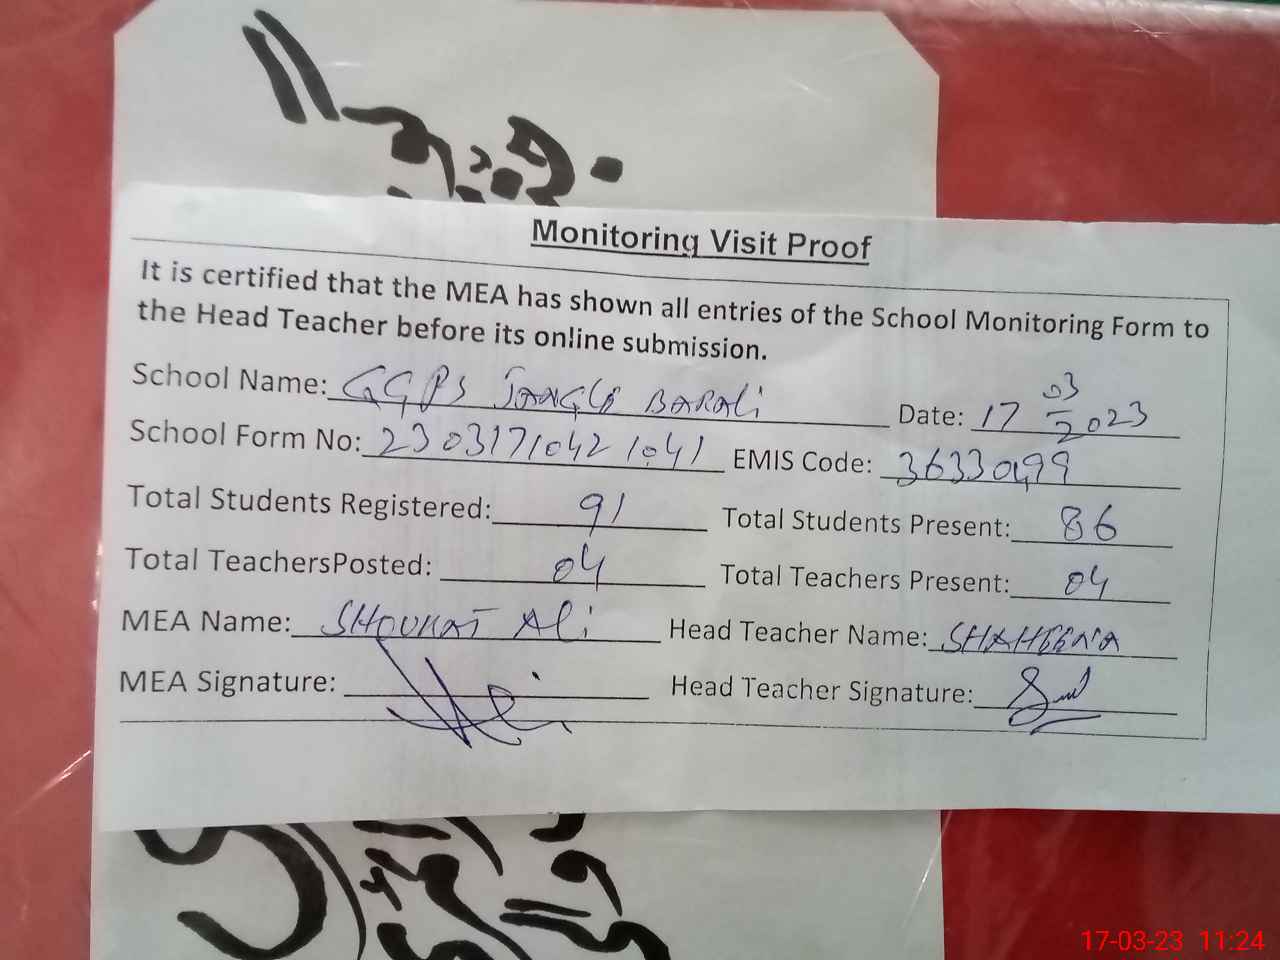 Monitoring Visit Proof
It is certified that the MEA has shown all entries of the School Monitoring Form to
the Head Teacher before its online submission.
School Name: GGPS JANGLA BARALi Date: 17 03 2023
School Form No: 23031710421041 EMIS Code: 36330499
Total Students Registered: 91 Total Students Present: 86
Total TeachersPosted: 04 Total Teachers Present: 04
MEA Name: SHOUKAT Ali Head Teacher Name: SHAHEENA
MEA Signature: Head Teacher Signature:
17-03-23 11:24